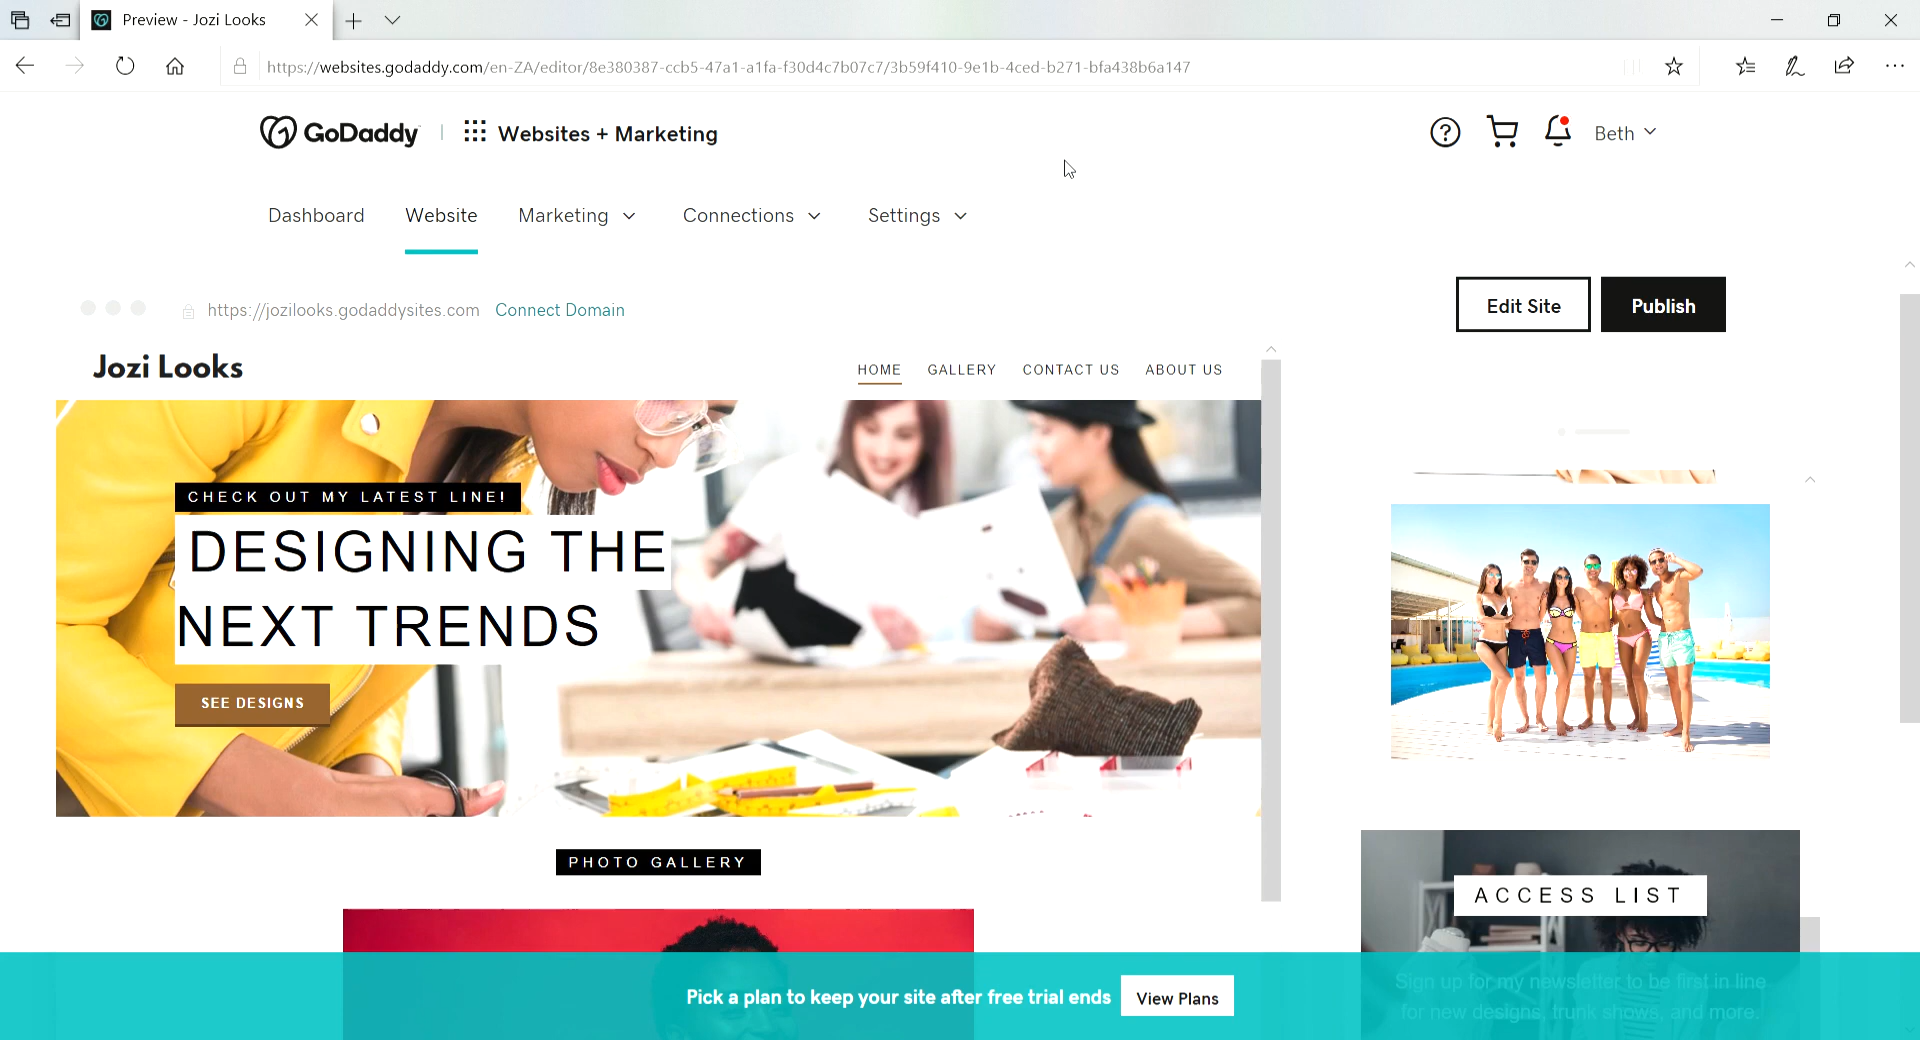 Preview - Jozi Looks
https://websites.godaddy.com/en-ZA/editor/8e380387-ccb5-47a1-a1fa-f30d4c7b07c7/3b59f410-9e1b-4ced-b271-bfa438b6a147
GoDaddy
Websites + Marketing
Beth
Dashboard
Website
Marketing
Connections
Settings
https://jozilooks.godaddysites.com Connect Domain
Edit Site
Publish
Jozi Looks
HOME
GALLERY
CONTACT US
ABOUT US
CHECK OUT MY LATEST LINE!
DESIGNING THE
NEXT TRENDS
SEE DESIGNS
PHOTO GALLERY
ACCESS LIST
Sign up for my newsletter to be first in line
for new designs, trunk shows, and more.
Pick a plan to keep your site after free trial ends
View Plans